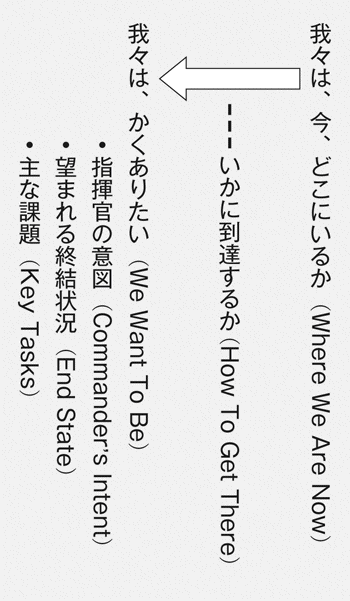 我々は、今、どこにいるか（Where We Are Now）
いかに到達するか（How To Get There）
我々は、かくありたい（We Want To Be）
• 指揮官の意図（Commander's Intent）
• 望まれる終結状況（End State）
• 主な課題（Key Tasks）